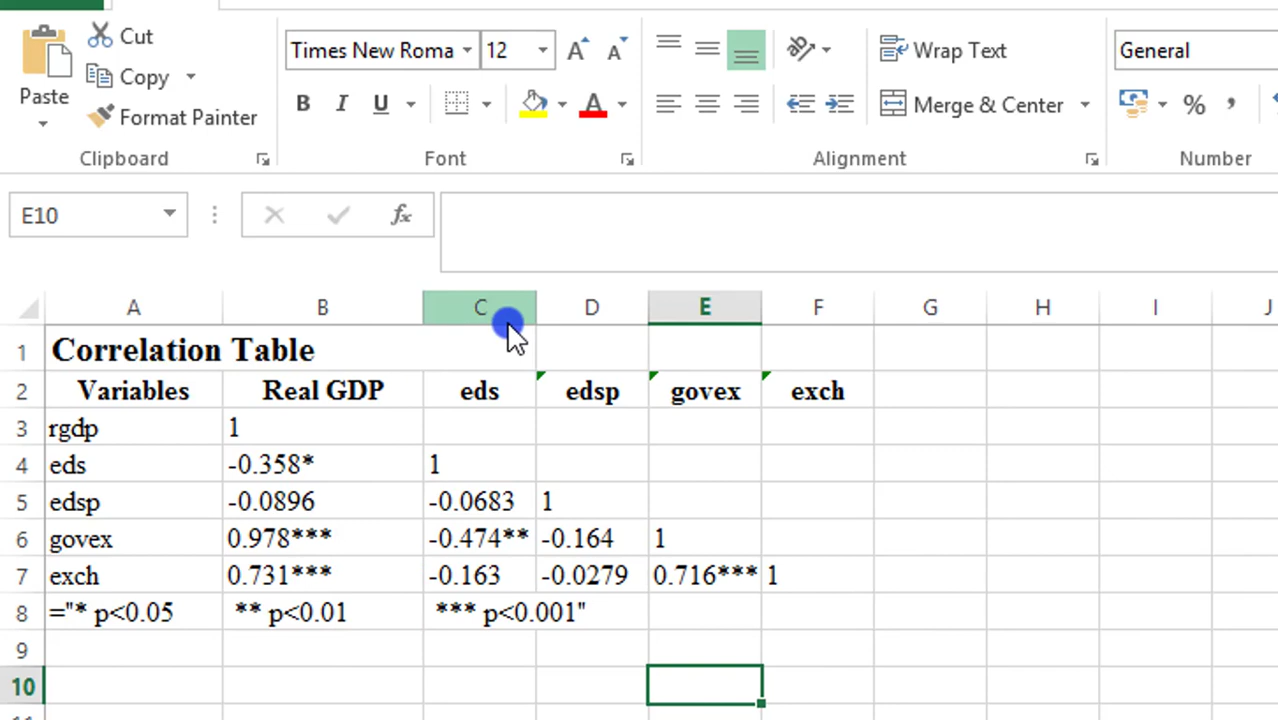 Cut
Copy
Paste
Format Painter
Clipboard
Times New Roma 12
B I U A
Font
Wrap Text
Merge & Center
Alignment
General
% ,
Number
E10
fx
A B C D E F G H I J
1 Correlation Table
2 Variables Real GDP eds edsp govex exch
3 rgdp 1
4 eds -0.358* 1
5 edsp -0.0896 -0.0683 1
6 govex 0.978*** -0.474** -0.164 1
7 exch 0.731*** -0.163 -0.0279 0.716*** 1
8 ="* p<0.05 ** p<0.01 *** p<0.001"
9
10